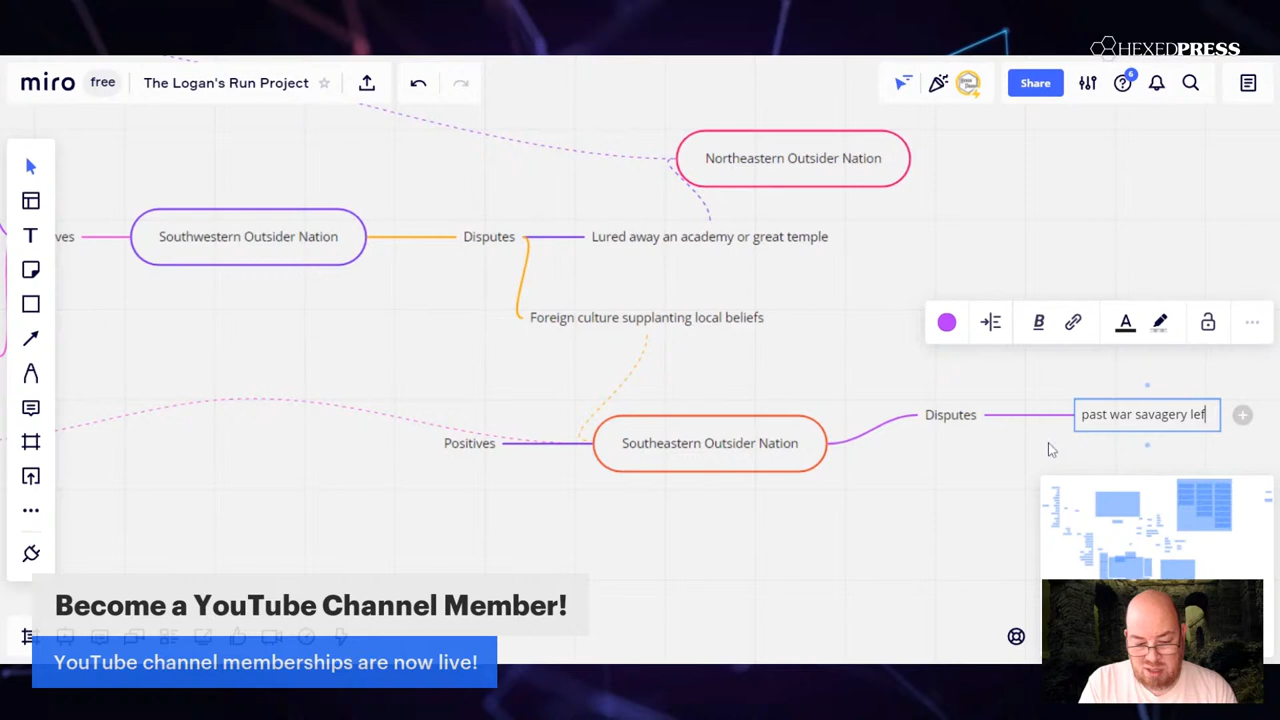 HEXEDPRESS
miro free The Logan's Run Project
Share
6
Northeastern Outsider Nation
ves Southwestern Outsider Nation Disputes Lured away an academy or great temple
Foreign culture supplanting local beliefs
B A
Disputes past war savagery lef
Positives Southeastern Outsider Nation
T
Become a YouTube Channel Member!
YouTube channel memberships are now live!